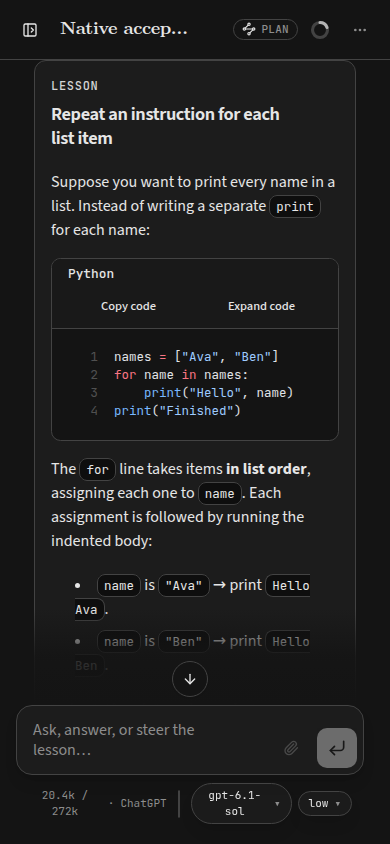 Native accep...
PLAN
LESSON
Repeat an instruction for each
list item
Suppose you want to print every name in a
list. Instead of writing a separate print
for each name:
Python
Copy code Expand code
1 names = ["Ava", "Ben"]
2 for name in names:
3     print("Hello", name)
4 print("Finished")
The for line takes items in list order,
assigning each one to name. Each
assignment is followed by running the
indented body:
• name is "Ava" → print Hello
Ava.
• name is "Ben" → print Hello
Ben.
Ask, answer, or steer the
lesson…
20.4k /
272k
· ChatGPT
gpt-6.1-
sol
low